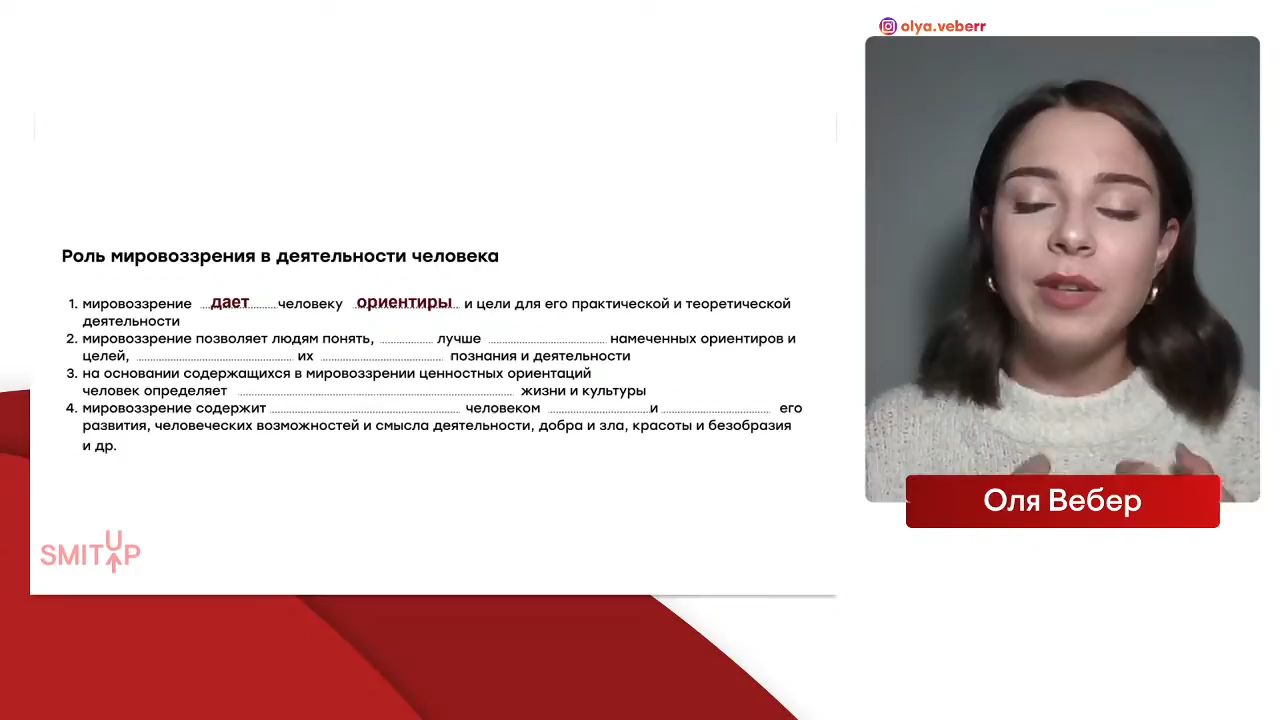 olya.veberr
Роль мировоззрения в деятельности человека
1. мировоззрение дает человеку ориентиры и цели для его практической и теоретической
деятельности
2. мировоззрение позволяет людям понять, ............ лучше ........................ намеченных ориентиров и
целей, ................................ их ........................ познания и деятельности
3. на основании содержащихся в мировоззрении ценностных ориентаций
человек определяет ........................................................ жизни и культуры
4. мировоззрение содержит ........................................ человеком ....................и ...................... его
развития, человеческих возможностей и смысла деятельности, добра и зла, красоты и безобразия
и др.
SMITUP
Оля Вебер